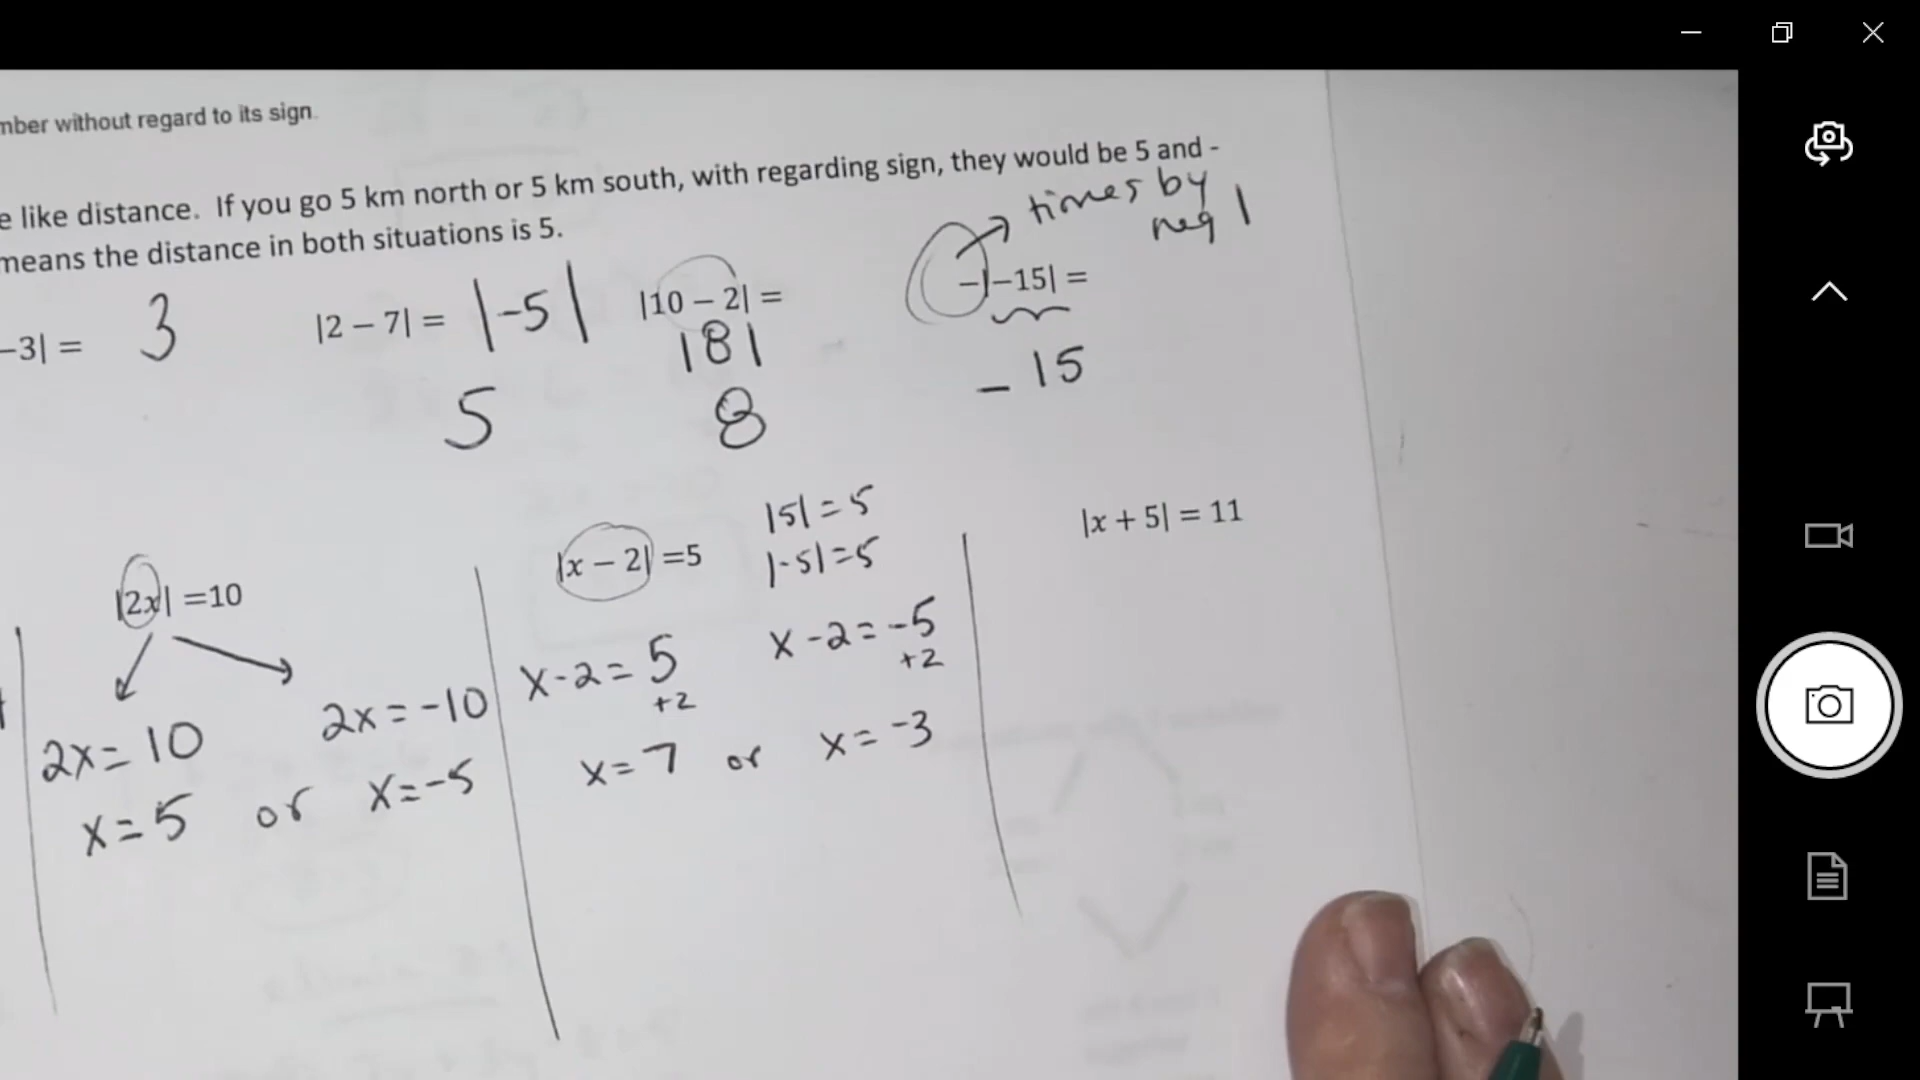 mber without regard to its sign.
e like distance. If you go 5 km north or 5 km south, with regarding sign, they would be 5 and -
means the distance in both situations is 5.
times by
neg 1
-3| = 3
|2 – 7| = |-5|
5
|10 – 2| =
|8|
8
–|–15| =
- 15
|2x| =10
2x = 10
2x = -10
x = 5 or x = -5
|x – 2| =5
|5| = 5
|-5| = 5
x - 2 = 5
+2
x - 2 = -5
+2
x = 7 or x = -3
|x + 5| = 11